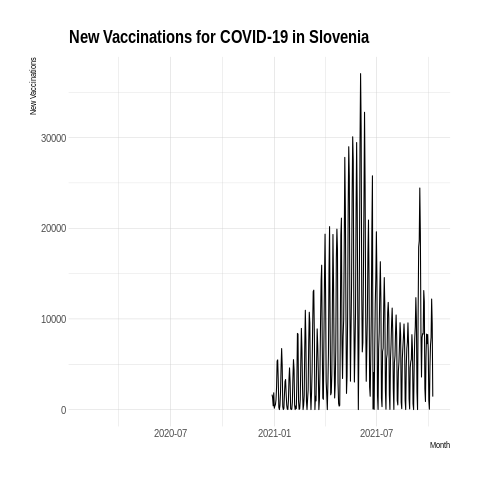 New Vaccinations for COVID-19 in Slovenia
New Vaccinations
30000
20000
10000
0
2020-07 2021-01 2021-07
Month